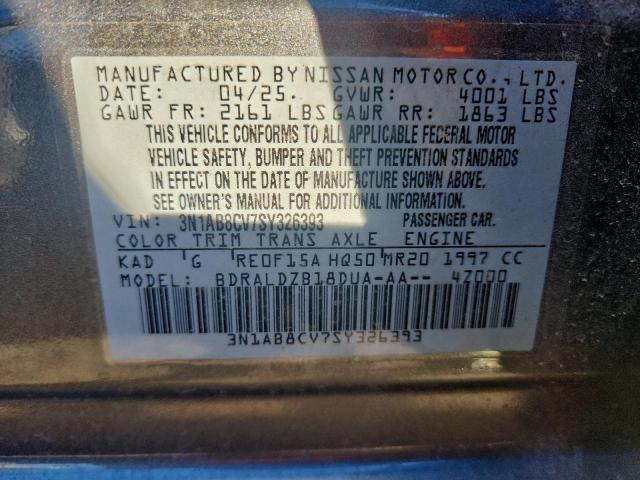 MANUFACTURED BY NISSAN MOTOR CO., LTD.
DATE: 04/25. GVWR: 4001 LBS
GAWR FR: 2161 LBS GAWR RR: 1863 LBS
THIS VEHICLE CONFORMS TO ALL APPLICABLE FEDERAL MOTOR
VEHICLE SAFETY, BUMPER AND THEFT PREVENTION STANDARDS
IN EFFECT ON THE DATE OF MANUFACTURE SHOWN ABOVE.
SEE OWNER'S MANUAL FOR ADDITIONAL INFORMATION.
VIN: 3N1AB8CV7SY326393 PASSENGER CAR.
COLOR TRIM TRANS AXLE ENGINE
KAD G RE0F15A HQ50 MR20 1997 CC
MODEL: BDRALDZB18DUA-AA-- 4Z000
3N1AB8CV7SY326393